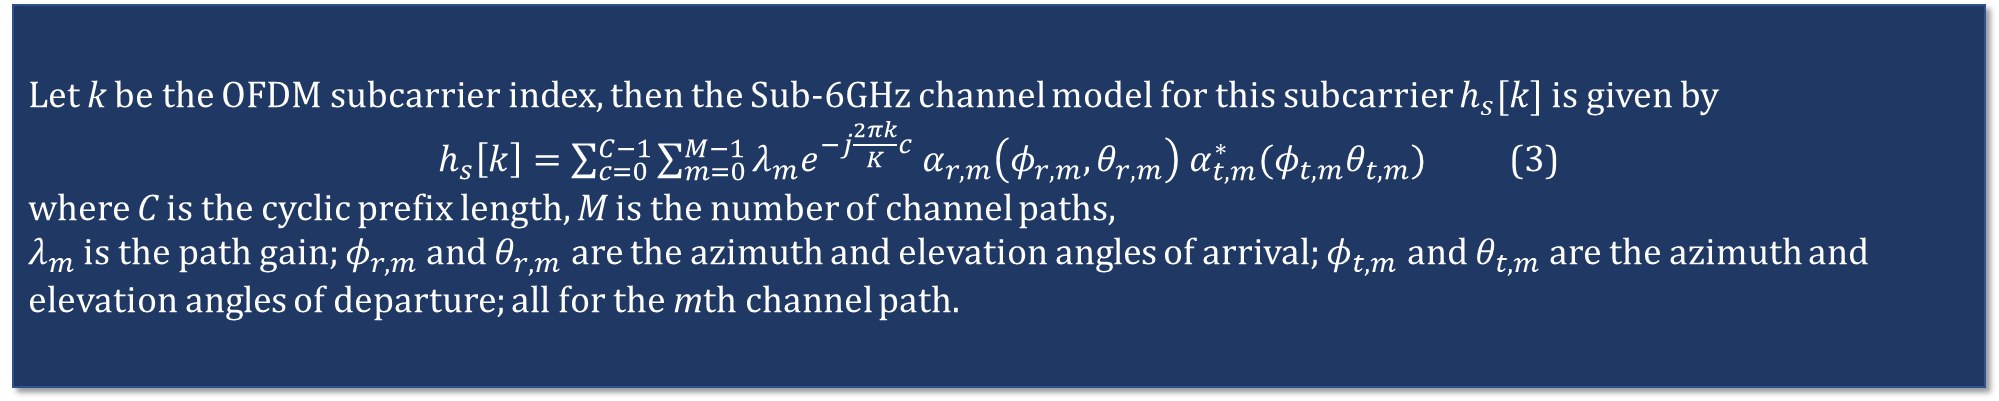 Let k be the OFDM subcarrier index, then the Sub-6GHz channel model for this subcarrier h_s[k] is given by
h_s[k] = ∑_{c=0}^{C−1} ∑_{m=0}^{M−1} λ_m e^{−j\frac{2πk}{K}c} α_{r,m}(ϕ_{r,m}, θ_{r,m}) α^*_{t,m}(ϕ_{t,m}θ_{t,m}) (3)
where C is the cyclic prefix length, M is the number of channel paths,
λ_m is the path gain; ϕ_{r,m} and θ_{r,m} are the azimuth and elevation angles of arrival; ϕ_{t,m} and θ_{t,m} are the azimuth and
elevation angles of departure; all for the mth channel path.